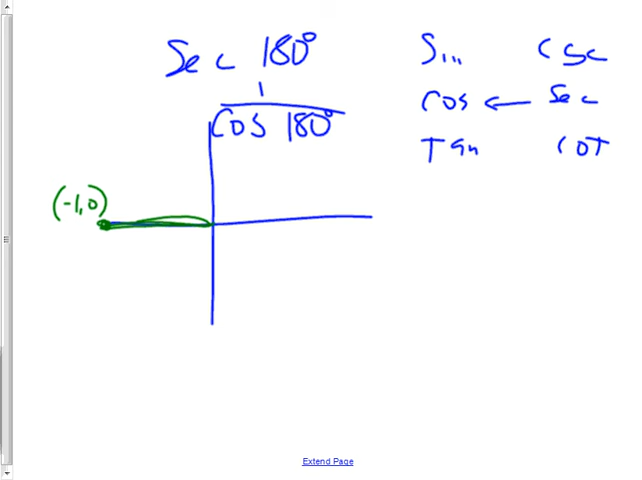 Sec 180°
1
Cos 180°
Sin Csc
Cos ← Sec
Tan Cot
(-1,0)
Extend Page